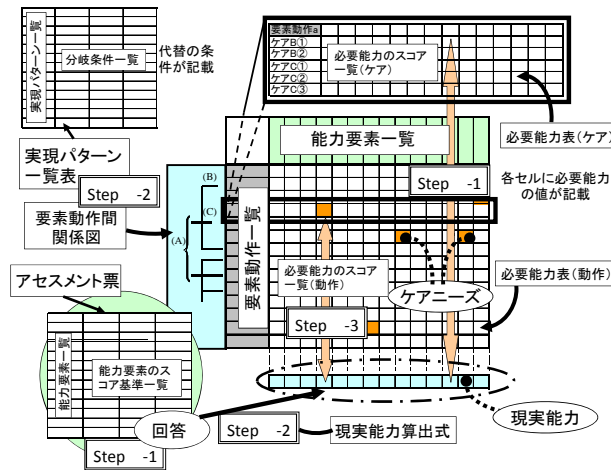 実現パターン一覧
分岐条件一覧
代替の条
件が記載
要素動作a
ケアB①
ケアB②
ケアC①
ケアC②
ケアC③
必要能力のスコア
一覧(ケア)
必要能力表(ケア)
実現パターン
一覧表
Step -2
要素動作間
関係図
(B)
(C)
(A)
能力要素一覧
Step -1
各セルに必要能力
の値が記載
要素動作一覧
必要能力のスコア
一覧(動作)
ケアニーズ
必要能力表(動作)
Step -3
アセスメント票
能力要素一覧
能力要素のス
コア基準一覧
回答
Step -1
Step -2
現実能力算出式
現実能力